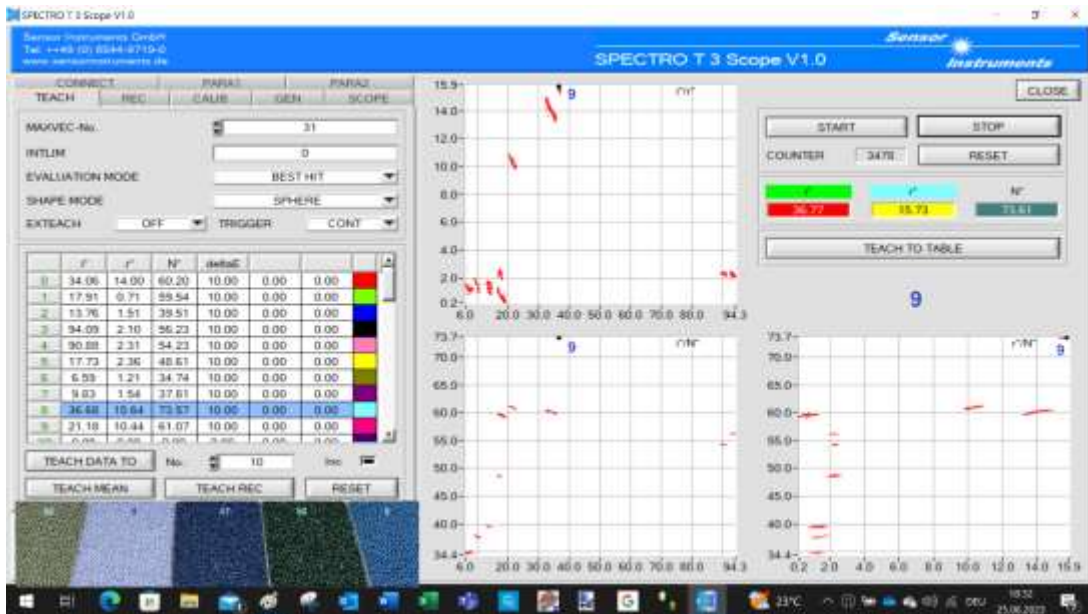 SPECTRO T 3 Scope V1.0
Sensor Instruments GmbH
www.sensorinstruments.de
SPECTRO T 3 Scope V1.0
Sensor
Instruments
CONNECT PARA1 PARA2
TEACH REC CALIB GEN SCOPE
MAXVEC-No. 31
INTLIM 0
EVALUATION MODE BEST HIT
SHAPE MODE SPHERE
EXTEACH OFF TRIGGER CONT
N* deltaE
0 34.06 14.00 60.20 10.00 0.00 0.00
1 17.91 0.71 59.54 10.00 0.00 0.00
2 13.76 1.51 39.51 10.00 0.00 0.00
3 94.09 2.10 56.23 10.00 0.00 0.00
4 90.88 2.31 54.23 10.00 0.00 0.00
5 17.73 2.36 48.61 10.00 0.00 0.00
6 6.59 1.21 34.74 10.00 0.00 0.00
7 9.83 1.54 37.81 10.00 0.00 0.00
8 73.57 10.00 0.00 0.00
9 21.18 10.44 61.07 10.00 0.00 0.00
TEACH DATA TO No.: 10 Inc
TEACH MEAN TEACH REC RESET
15.9
14.0
12.0
10.0
8.0
6.0
4.0
2.0
0.2
6.0 20.0 30.0 40.0 50.0 60.0 70.0 80.0 94.3
9
73.7
70.0
65.0
60.0
55.0
50.0
45.0
40.0
34.4
6.0 20.0 30.0 40.0 50.0 60.0 70.0 80.0 94.3
9
CLOSE
START STOP
COUNTER 3478 RESET
N*
36.77 15.73 73.61
TEACH TO TABLE
9
73.7
70.0
65.0
60.0
55.0
50.0
45.0
40.0
34.4
0.2 2.0 4.0 6.0 8.0 10.0 12.0 14.0 15.9
9
23°C
DEU
18:32